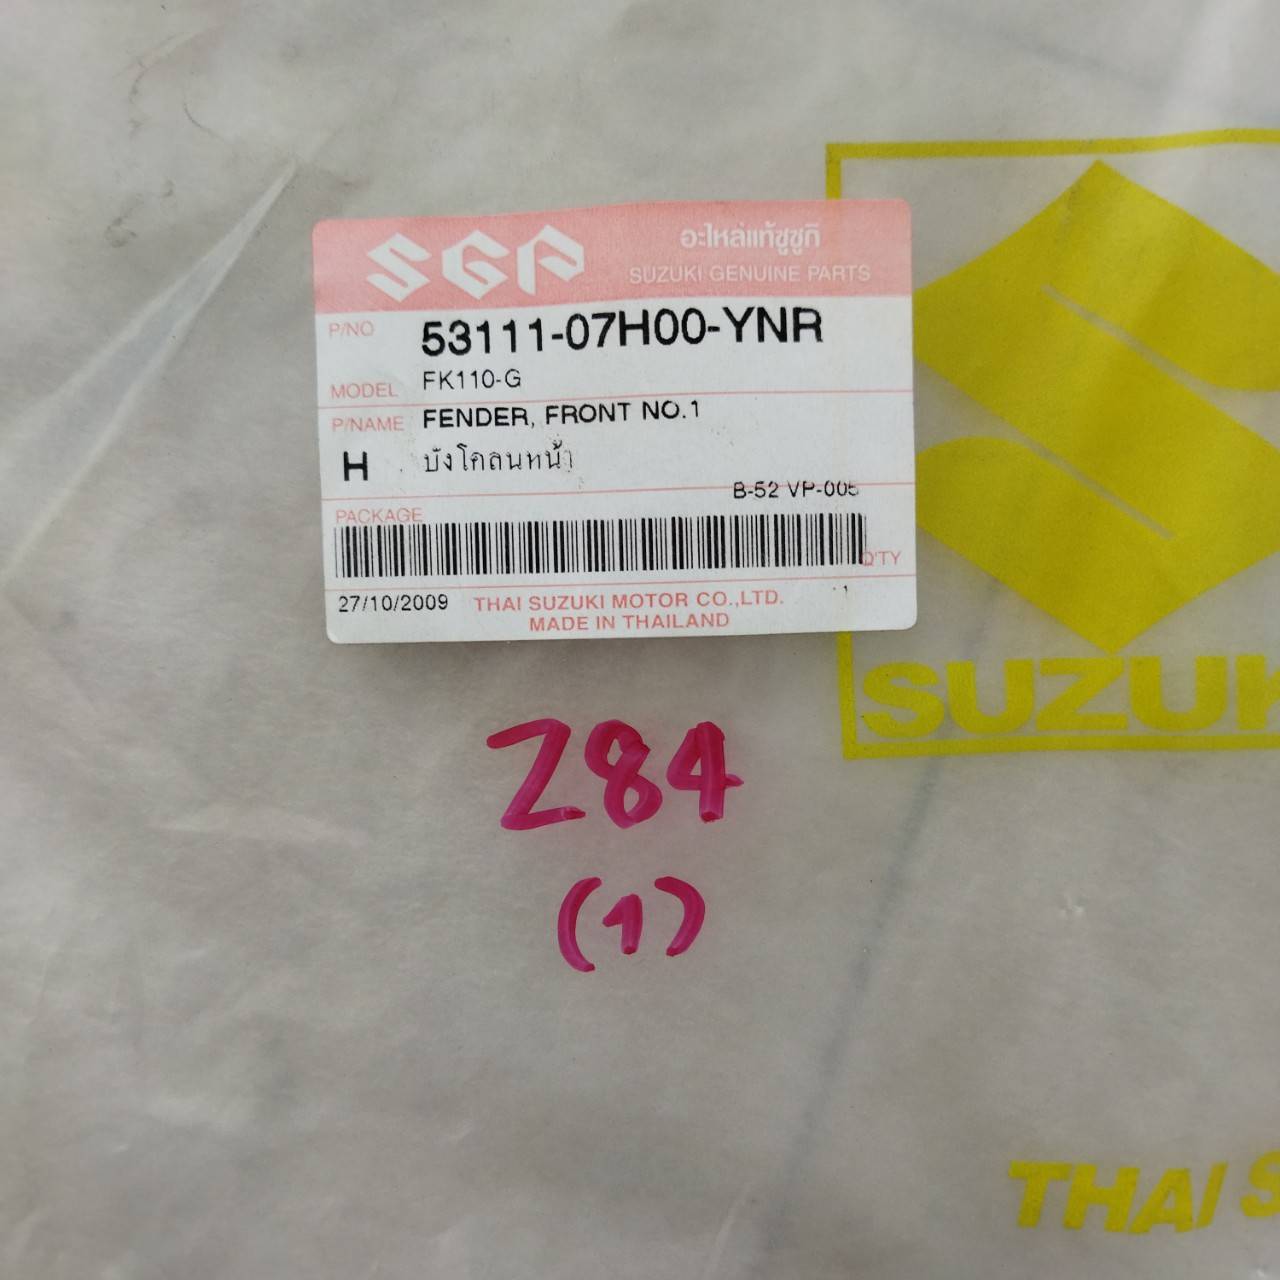 SGP
อะไหล่แท้ซูซูกิ
SUZUKI GENUINE PARTS
P/NO 53111-07H00-YNR
MODEL FK110-G
P/NAME FENDER, FRONT NO.1
H บังโคลนหน้า
B-52 VP-005
PACKAGE
Q'TY
27/10/2009 THAI SUZUKI MOTOR CO.,LTD. 1
MADE IN THAILAND
SUZUK
Z84
(1)
THAI S